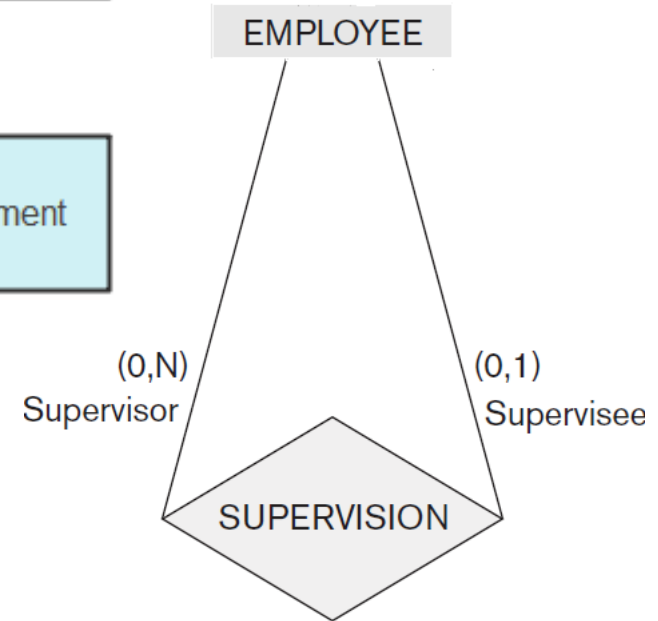 EMPLOYEE
ment
(0,N)
(0,1)
Supervisor
Supervisee
SUPERVISION